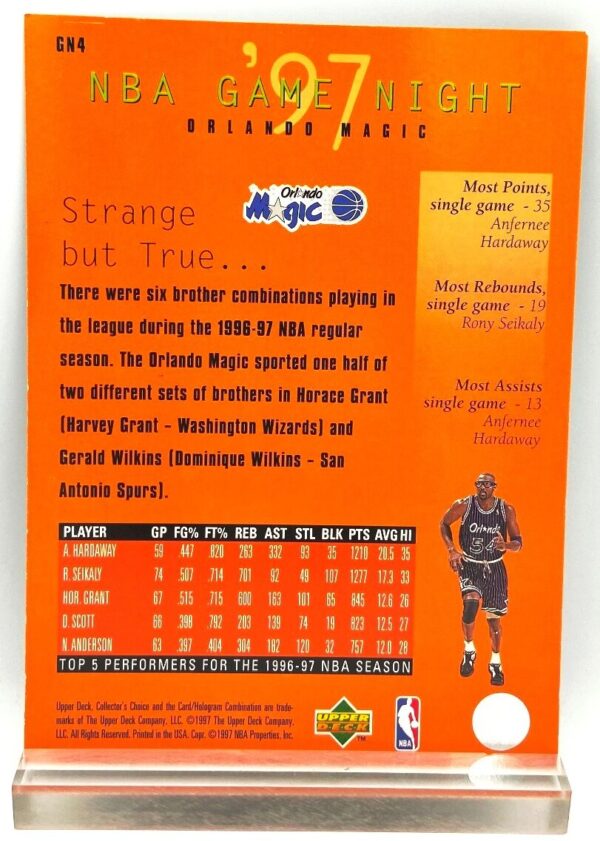 GN4
'97
NBA GAME NIGHT
ORLANDO MAGIC
Orlando
Magic
Strange
but True...
There were six brother combinations playing in
the league during the 1996-97 NBA regular
season. The Orlando Magic sported one half of
two different sets of brothers in Horace Grant
(Harvey Grant - Washington Wizards) and
Gerald Wilkins (Dominique Wilkins - San
Antonio Spurs).
Most Points,
single game - 35
Anfernee
Hardaway
Most Rebounds,
single game - 19
Rony Seikaly
Most Assists
single game - 13
Anfernee
Hardaway
PLAYER GP FG% FT% REB AST STL BLK PTS AVG HI
A. HARDAWAY 59 .447 .820 263 332 93 35 1210 20.5 35
R. SEIKALY 74 .507 .714 701 92 49 107 1277 17.3 33
HOR. GRANT 67 .515 .715 600 163 101 65 845 12.6 26
D. SCOTT 66 .398 .792 203 139 74 19 823 12.5 27
N. ANDERSON 63 .397 .404 304 182 120 32 757 12.0 28
TOP 5 PERFORMERS FOR THE 1996-97 NBA SEASON
Orlando
54
Upper Deck, Collector's Choice and the Card/Hologram Combination are trade-
marks of The Upper Deck Company, LLC. ©1997 The Upper Deck Company,
LLC. All Rights Reserved. Printed in the USA. Copr. ©1997 NBA Properties, Inc.
UPPER
DECK
TM
NBA